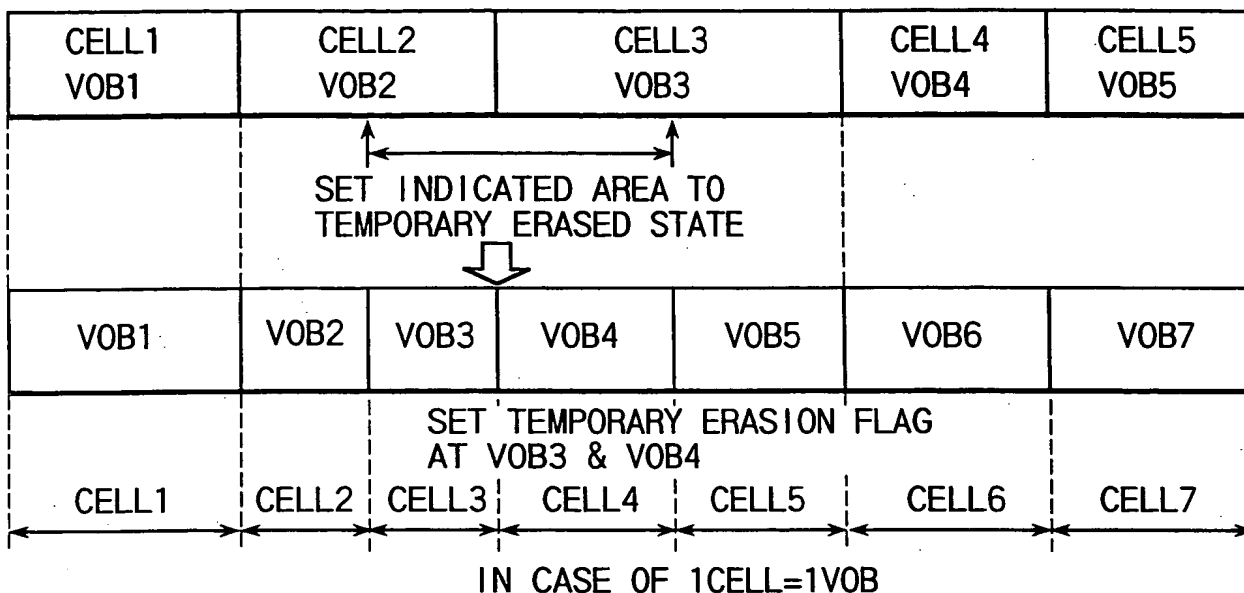 CELL1 CELL2 CELL3 CELL4 CELL5
VOB1 VOB2 VOB3 VOB4 VOB5
SET INDICATED AREA TO
TEMPORARY ERASED STATE
VOB1 VOB2 VOB3 VOB4 VOB5 VOB6 VOB7
SET TEMPORARY ERASION FLAG
AT VOB3 & VOB4
CELL1 CELL2 CELL3 CELL4 CELL5 CELL6 CELL7
IN CASE OF 1CELL=1VOB